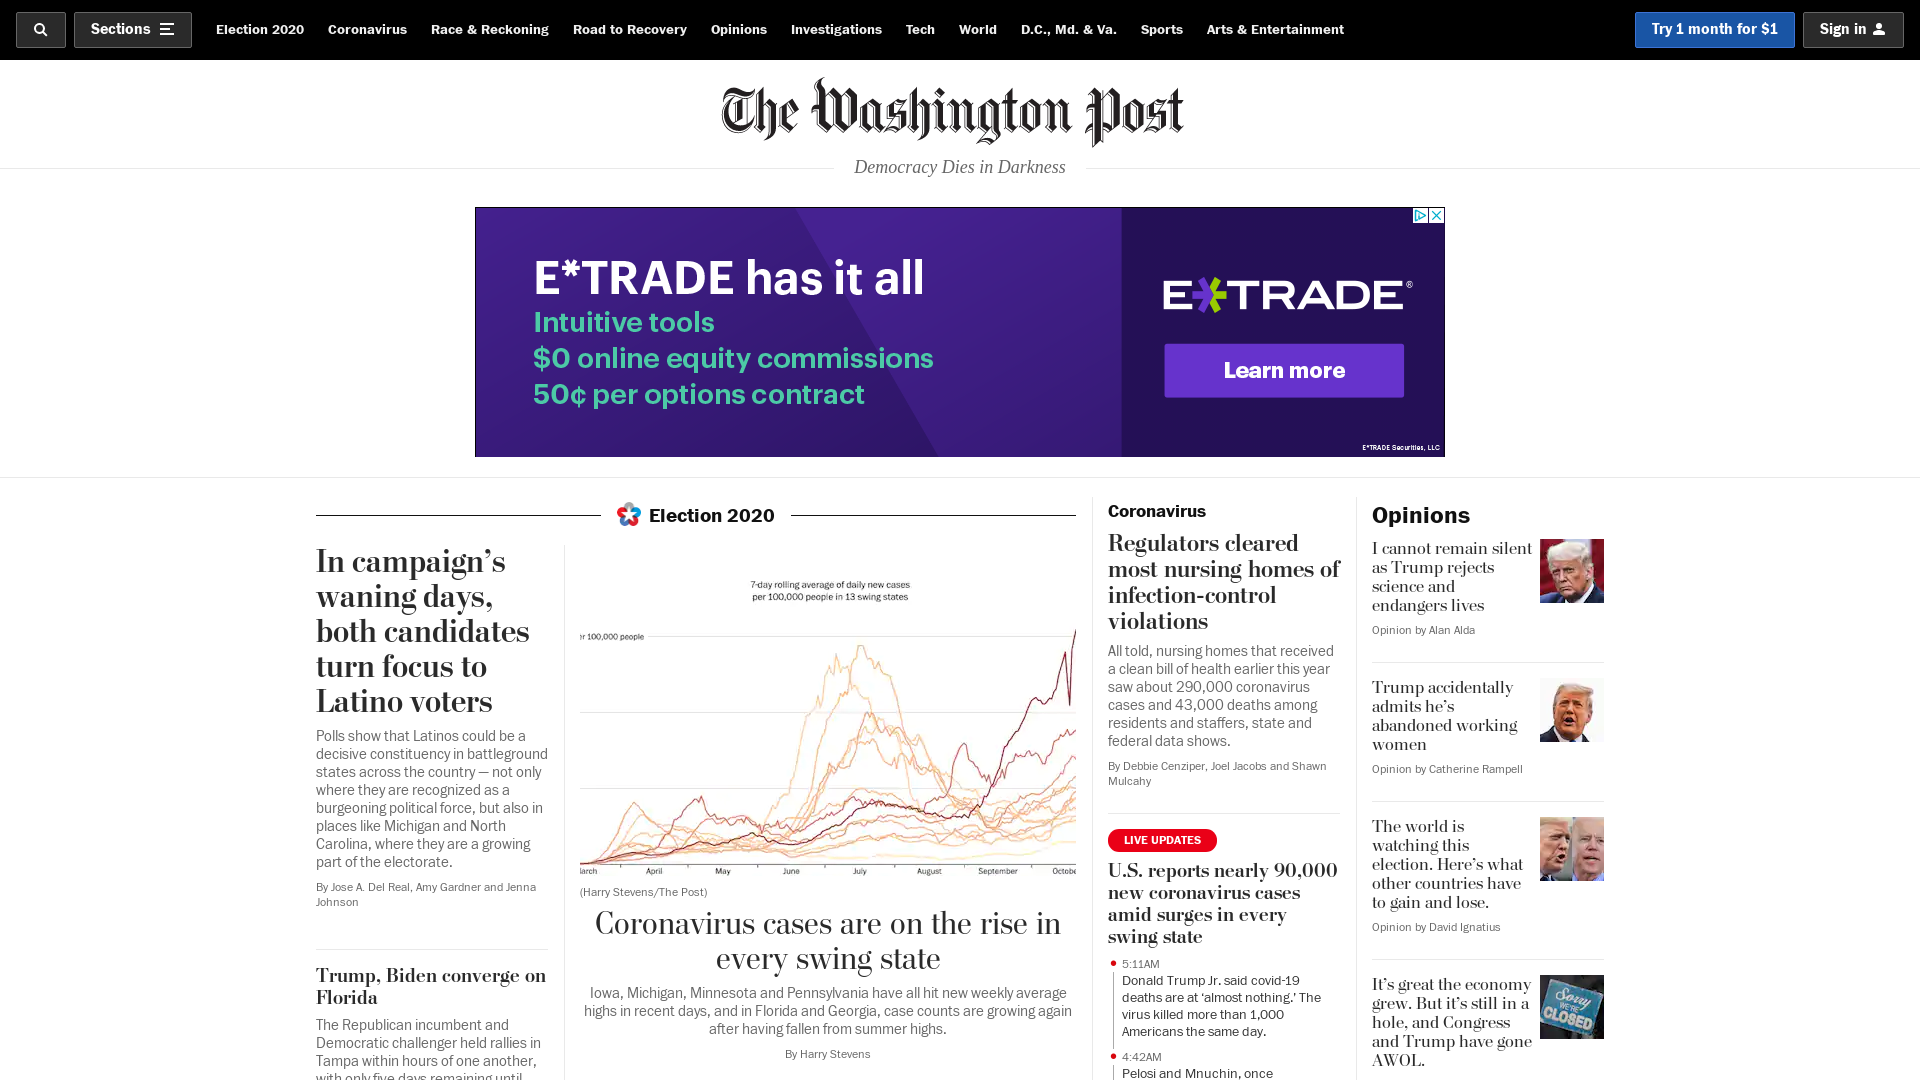 Sections
Election 2020
Coronavirus
Race & Reckoning
Road to Recovery
Opinions
Investigations
Tech
World
D.C., Md. & Va.
Sports
Arts & Entertainment
Try 1 month for $1
Sign in
The Washington Post
Democracy Dies in Darkness
E*TRADE has it all
Intuitive tools
$0 online equity commissions
50¢ per options contract
E*TRADE®
Learn more
E*TRADE Securities, LLC
Election 2020
In campaign’s
waning days,
both candidates
turn focus to
Latino voters
Polls show that Latinos could be a
decisive constituency in battleground
states across the country — not only
where they are recognized as a
burgeoning political force, but also in
places like Michigan and North
Carolina, where they are a growing
part of the electorate.
By Jose A. Del Real, Amy Gardner and Jenna
Johnson
Trump, Biden converge on
Florida
The Republican incumbent and
Democratic challenger held rallies in
Tampa within hours of one another,
with only five days remaining until
7-day rolling average of daily new cases
per 100,000 people in 13 swing states
er 100,000 people
arch
April
May
June
July
August
September
Octobe
(Harry Stevens/The Post)
Coronavirus cases are on the rise in
every swing state
Iowa, Michigan, Minnesota and Pennsylvania have all hit new weekly average
highs in recent days, and in Florida and Georgia, case counts are growing again
after having fallen from summer highs.
By Harry Stevens
Coronavirus
Regulators cleared
most nursing homes of
infection-control
violations
All told, nursing homes that received
a clean bill of health earlier this year
saw about 290,000 coronavirus
cases and 43,000 deaths among
residents and staffers, state and
federal data shows.
By Debbie Cenziper, Joel Jacobs and Shawn
Mulcahy
LIVE UPDATES
U.S. reports nearly 90,000
new coronavirus cases
amid surges in every
swing state
5:11AM
Donald Trump Jr. said covid-19
deaths are at ‘almost nothing.’ The
virus killed more than 1,000
Americans the same day.
4:42AM
Pelosi and Mnuchin, once
Opinions
I cannot remain silent
as Trump rejects
science and
endangers lives
Opinion by Alan Alda
Trump accidentally
admits he’s
abandoned working
women
Opinion by Catherine Rampell
The world is
watching this
election. Here’s what
other countries have
to gain and lose.
Opinion by David Ignatius
It’s great the economy
grew. But it’s still in a
hole, and Congress
and Trump have gone
AWOL.
Sorry
WE'RE
CLOSED